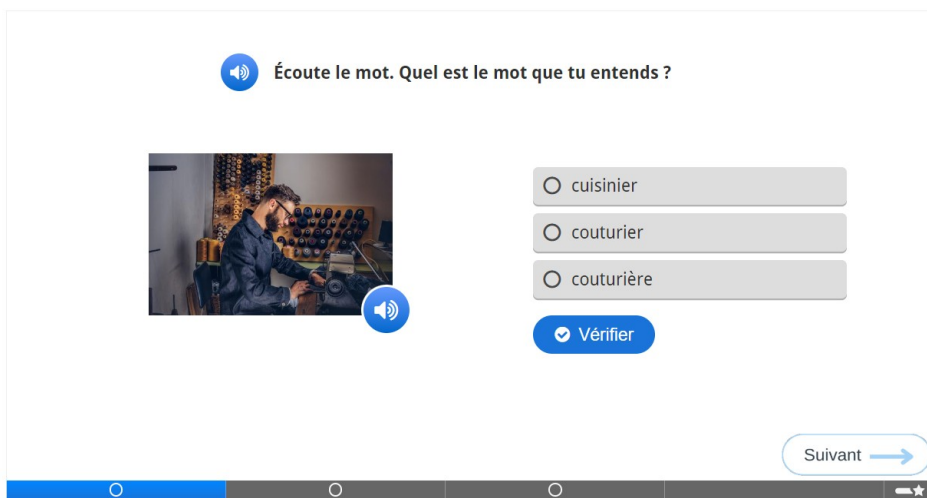 Écoute le mot. Quel est le mot que tu entends ?
cuisinier
couturier
couturière
Vérifier
Suivant